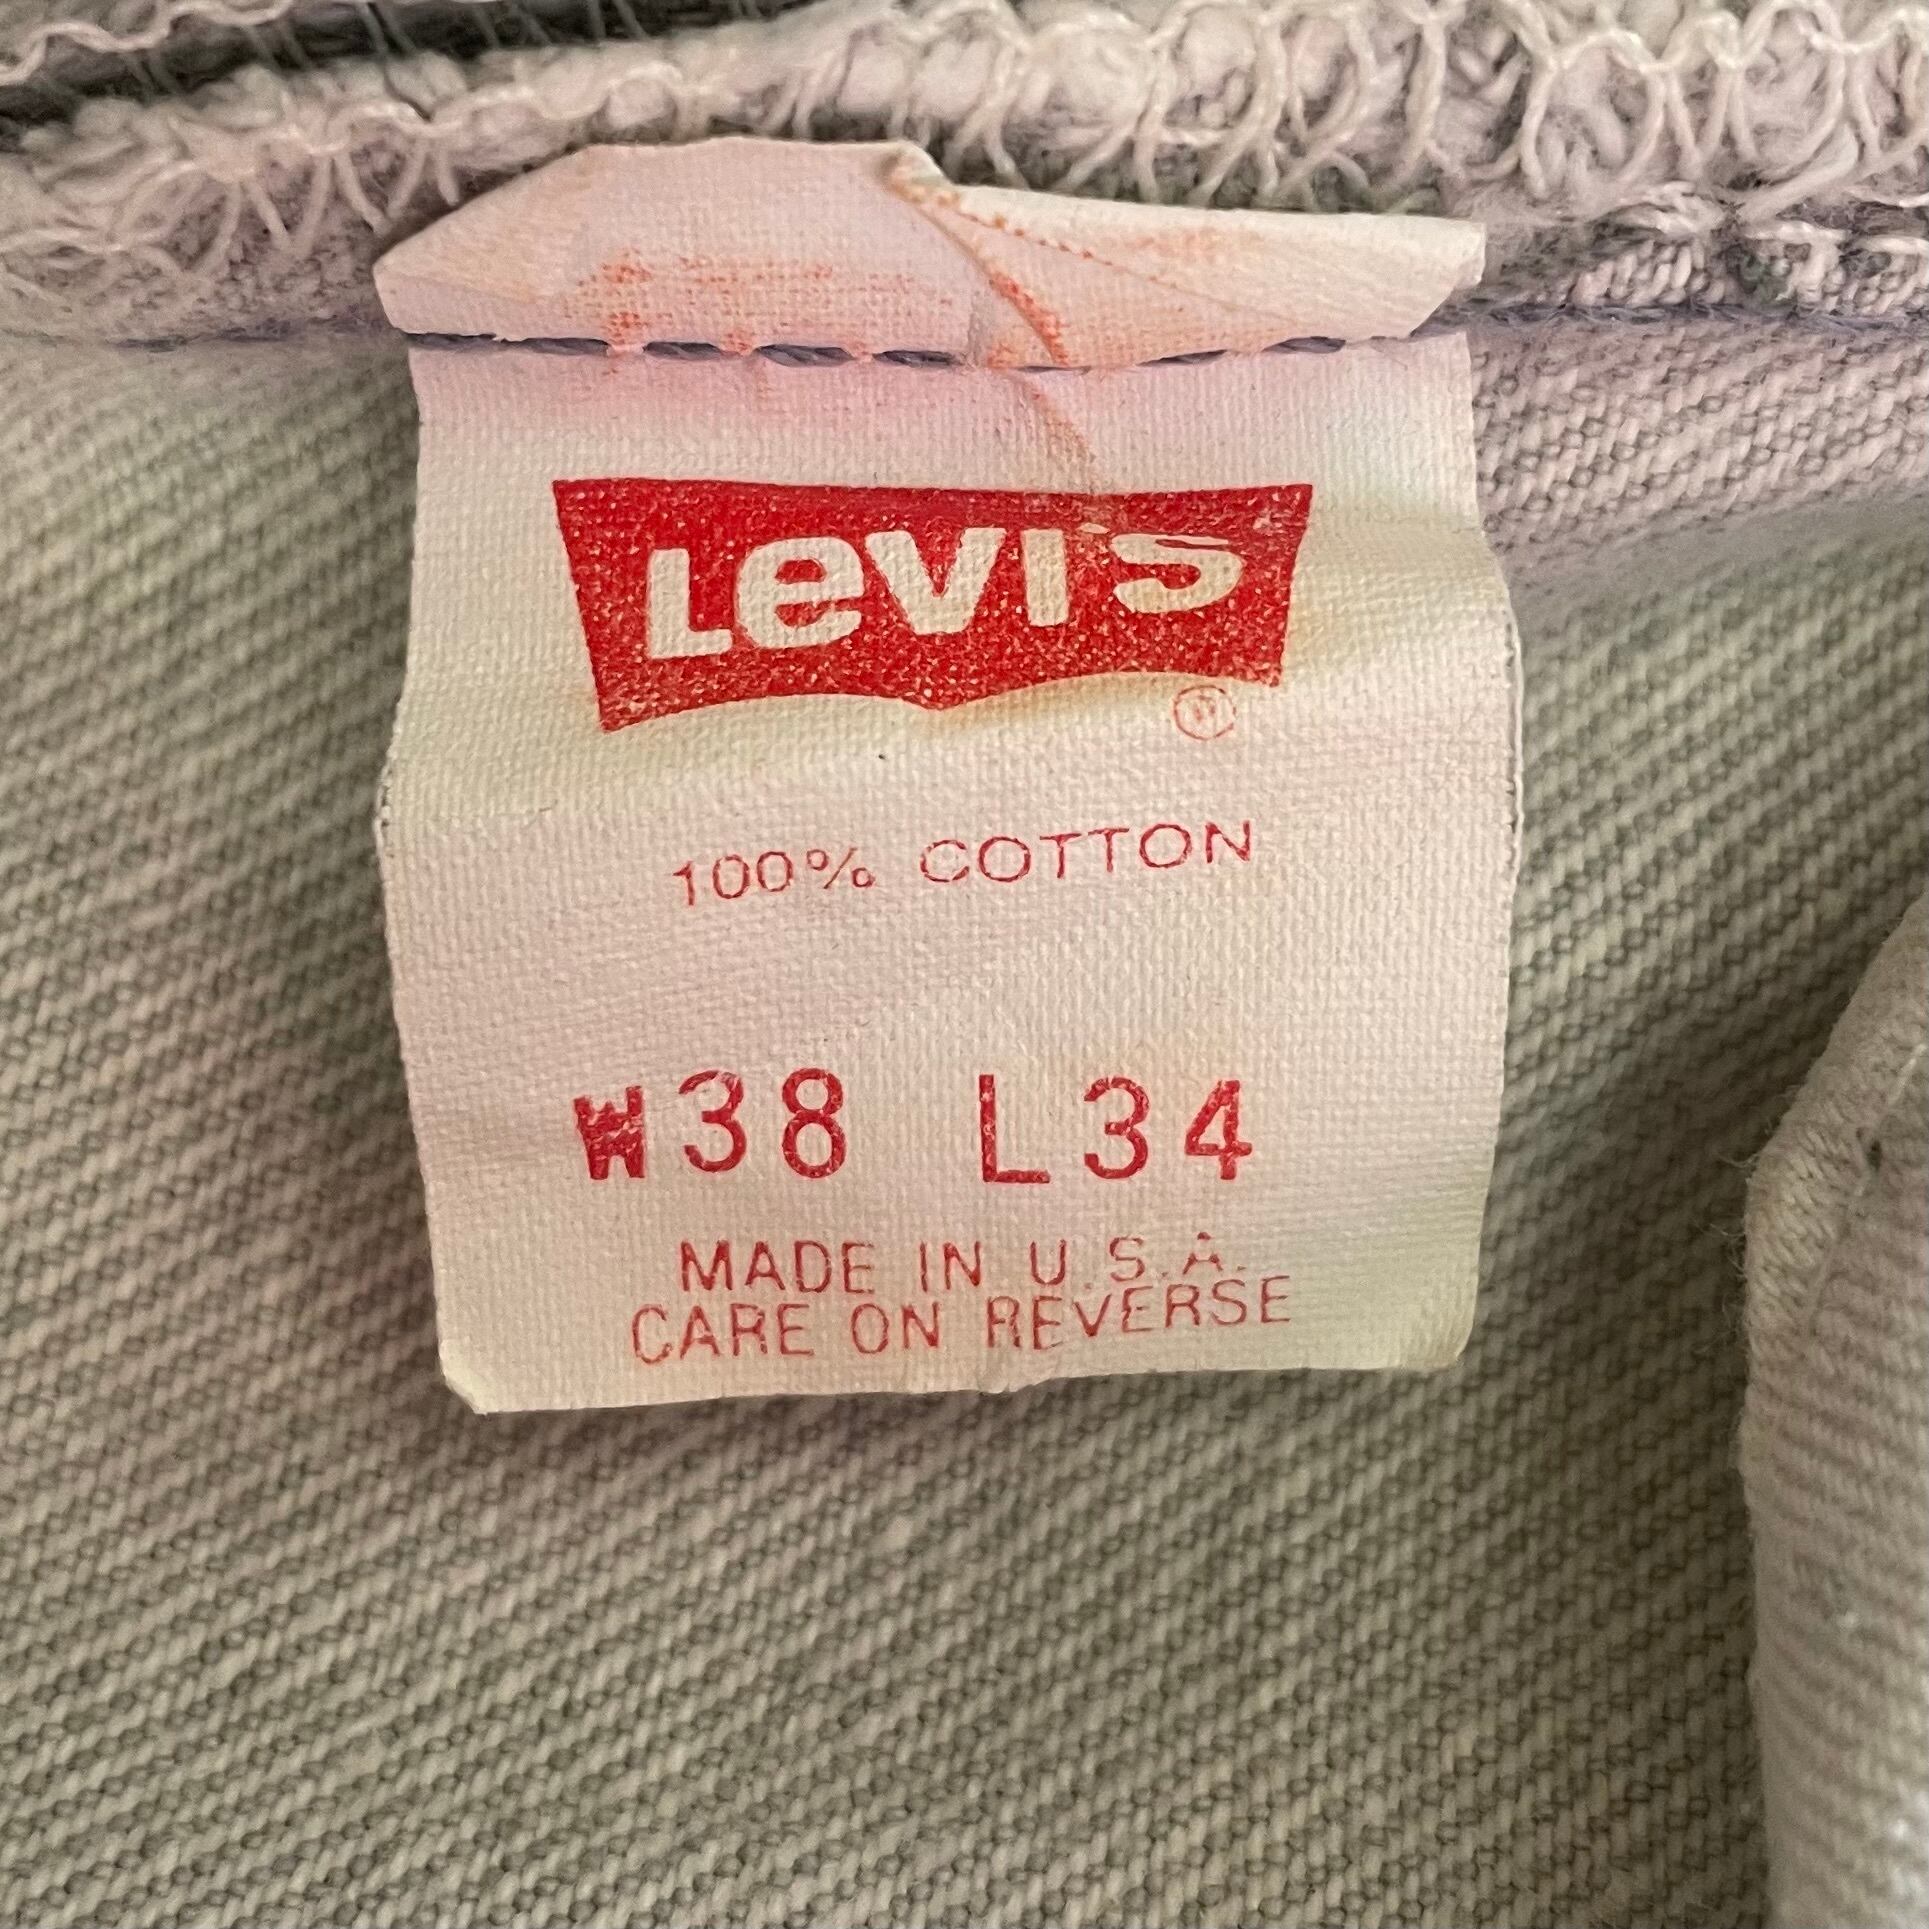 Levi's
®
100% COTTON
W38 L34
MADE IN U.S.A.
CARE ON REVERSE